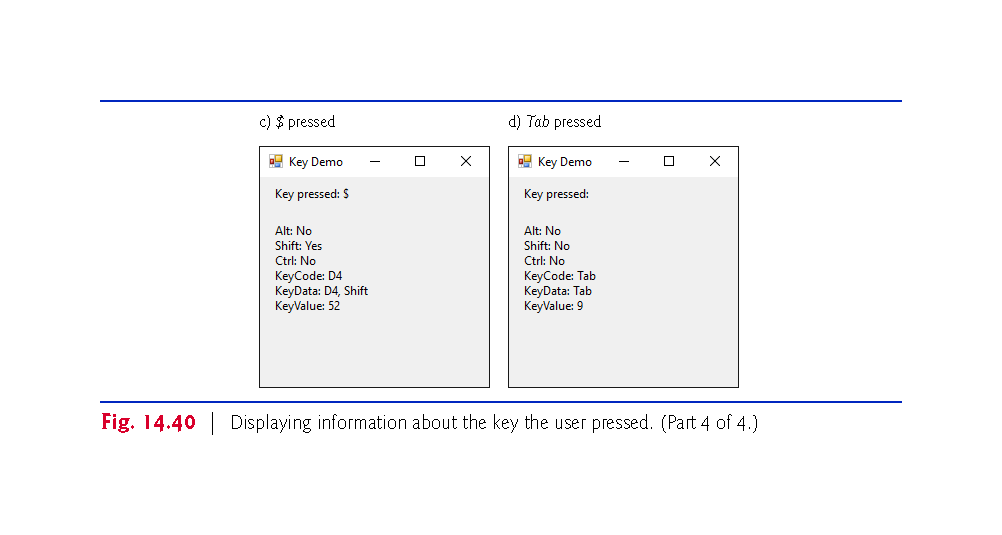 c) $ pressed
Key Demo
Key pressed: $
Alt: No
Shift: Yes
Ctrl: No
KeyCode: D4
KeyData: D4, Shift
KeyValue: 52
d) Tab pressed
Key Demo
Key pressed:
Alt: No
Shift: No
Ctrl: No
KeyCode: Tab
KeyData: Tab
KeyValue: 9
Fig. 14.40 | Displaying information about the key the user pressed. (Part 4 of 4.)